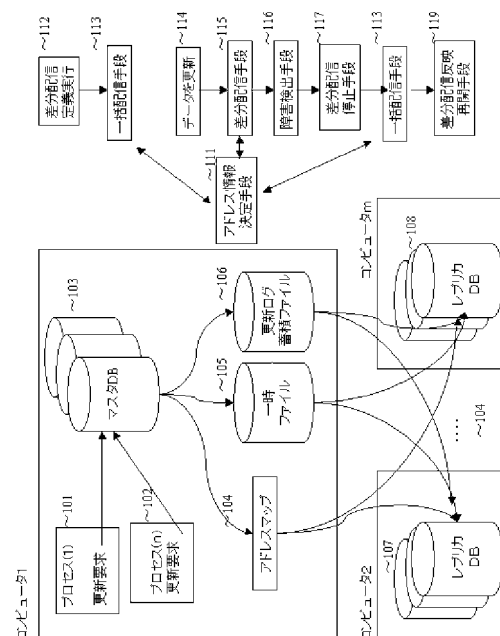 コンピュータ1
プロセス(1)
更新要求
～101
プロセス(n)
更新要求
～102
マスタDB
～103
アドレスマップ
～104
一時
ファイル
～105
更新ログ
蓄積ファイル
～106
コンピュータ2
レプリカ
DB
～107
‥‥‥
～104
コンピュータm
レプリカ
DB
～108
アドレス情報
決定手段
～111
差分配信
定義実行
～112
一括配信手段
～113
データを更新
～114
差分配信手段
～115
障害検出手段
～116
差分配信
停止手段
～117
一括配信手段
～113
差分配信反映
再開手段
～119